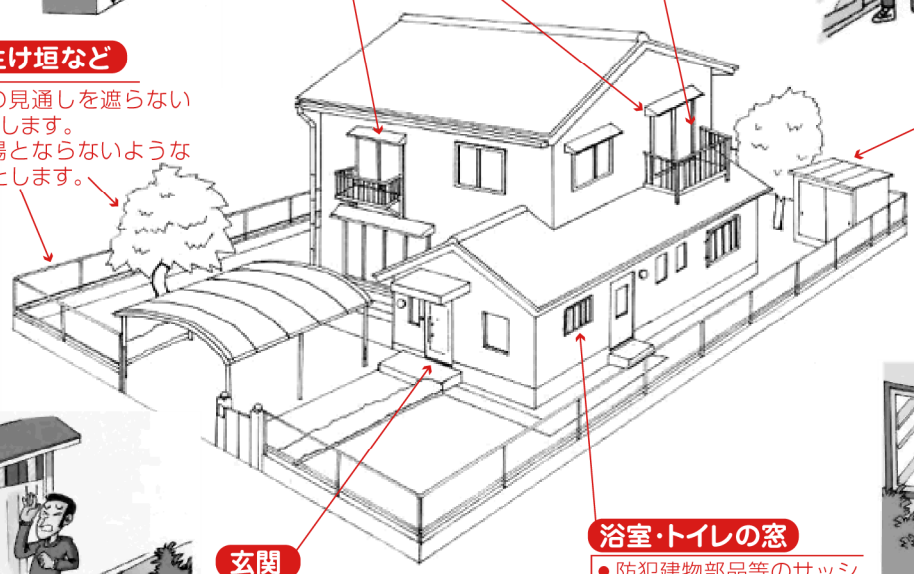 生け垣など
の見通しを遮らない
します。
場とならないような
とします。
玄関
浴室・トイレの窓
● 防犯建物部品等のサッシ